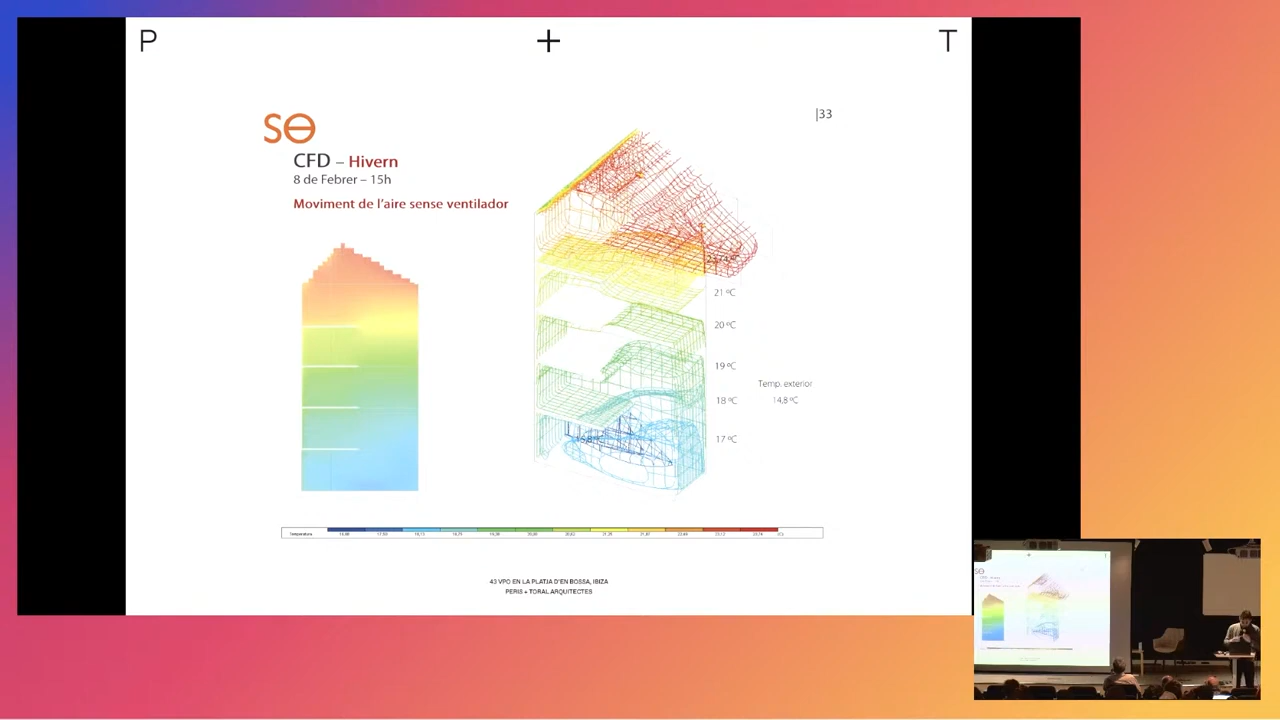 P + T
|33
SO
CFD – Hivern
8 de Febrer – 15h
Moviment de l'aire sense ventilador
21 ºC
20 ºC
19 ºC
Temp. exterior
18 ºC
14,8 ºC
17 ºC
Temperatura
43 VPO EN LA PLATJA D'EN BOSSA, IBIZA
PERIS + TORAL ARQUITECTES